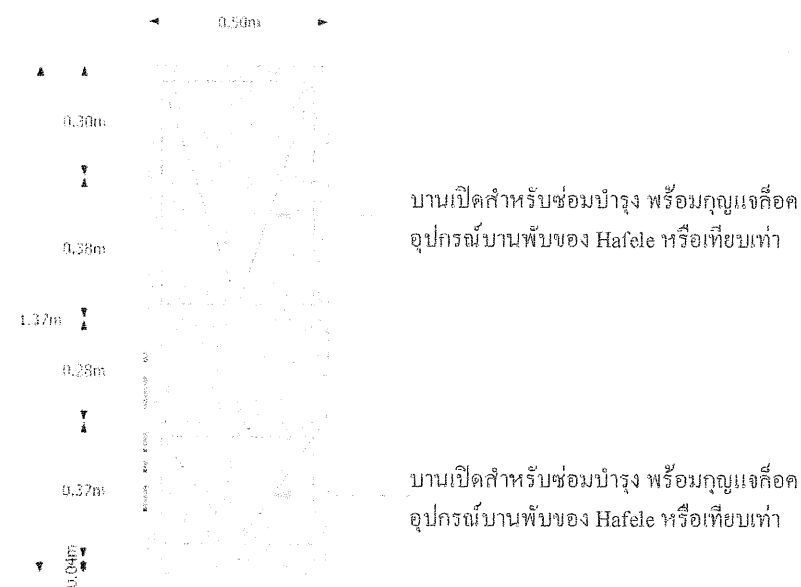 0.50m
0.30m
บานเปิดสำหรับซ่อมบำรุง พร้อมกุญแจล็อค
อุปกรณ์บานพับของ Hafele หรือเทียบเท่า
0.38m
1.37m
0.28m
0.37m
บานเปิดสำหรับซ่อมบำรุง พร้อมกุญแจล็อค
อุปกรณ์บานพับของ Hafele หรือเทียบเท่า
0.04m